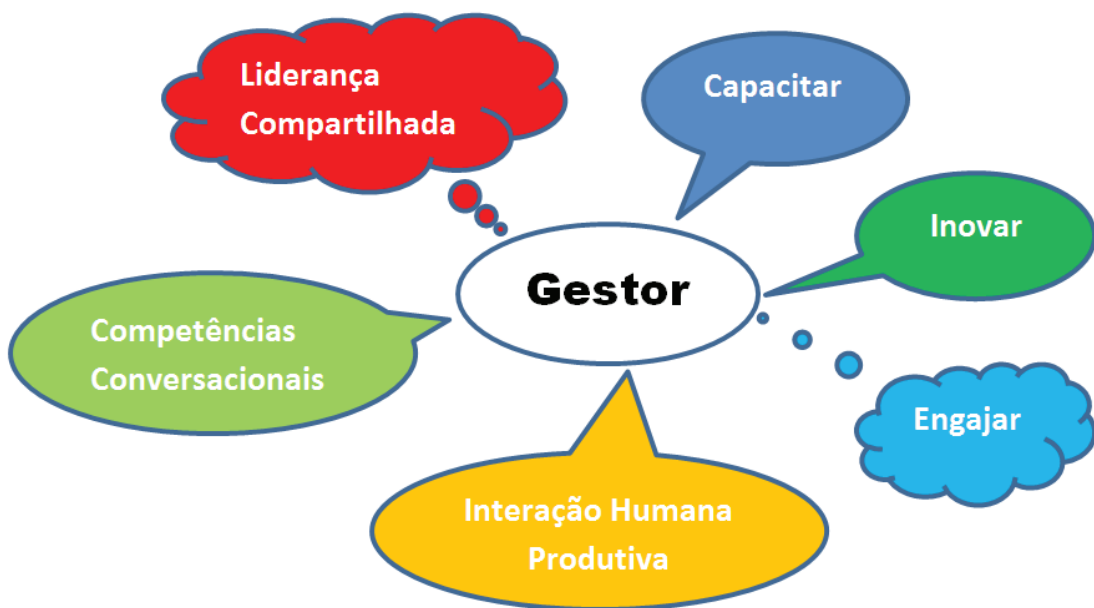 Liderança
Compartilhada
Capacitar
Inovar
Gestor
Competências
Conversacionais
Engajar
Interação Humana
Produtiva